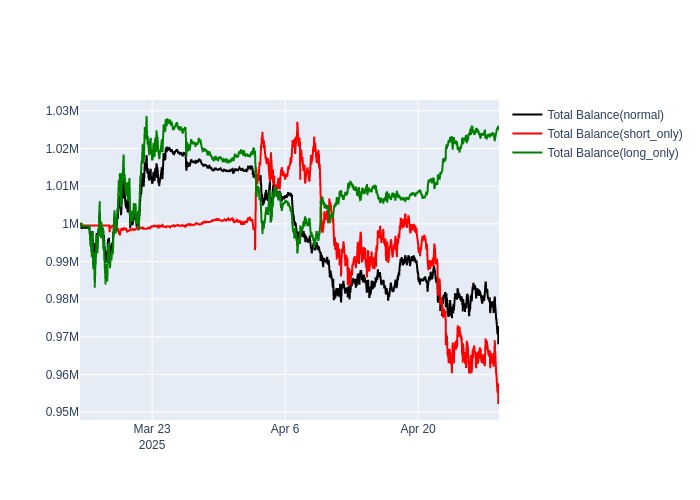 1.03M
1.02M
1.01M
1M
0.99M
0.98M
0.97M
0.96M
0.95M
Mar 23
2025
Apr 6
Apr 20
Total Balance(normal)
Total Balance(short_only)
Total Balance(long_only)